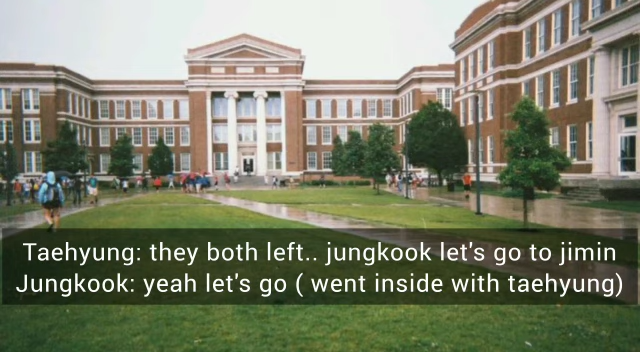 Taehyung: they both left.. jungkook let's go to jimin
Jungkook: yeah let's go ( went inside with taehyung)